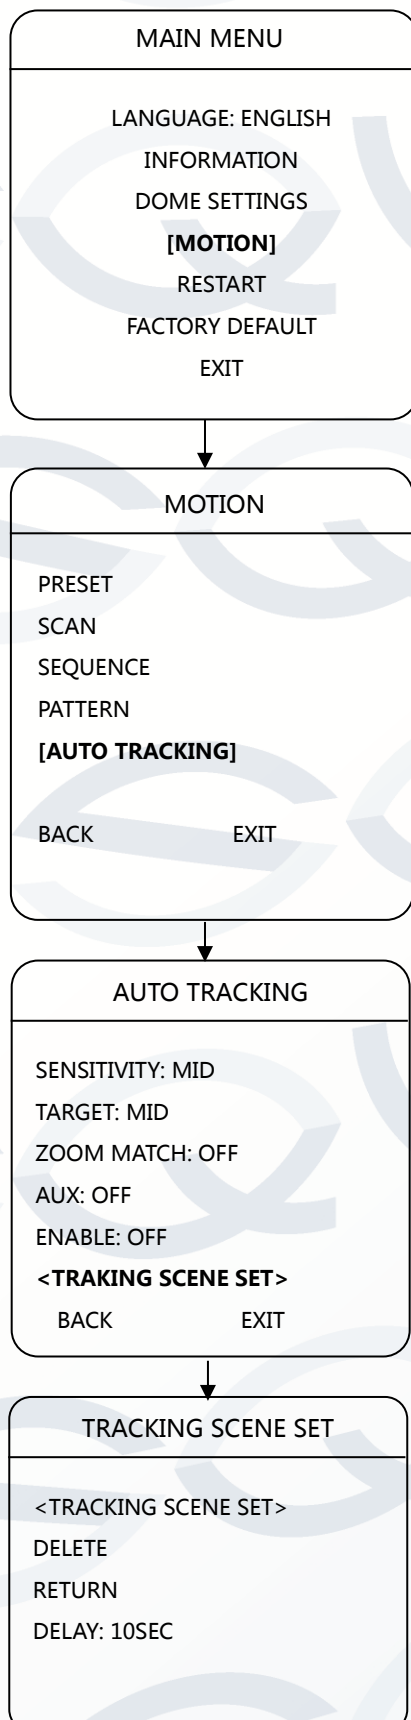 MAIN MENU
LANGUAGE: ENGLISH
INFORMATION
DOME SETTINGS
[MOTION]
RESTART
FACTORY DEFAULT
EXIT
MOTION
PRESET
SCAN
SEQUENCE
PATTERN
[AUTO TRACKING]
BACK EXIT
AUTO TRACKING
SENSITIVITY: MID
TARGET: MID
ZOOM MATCH: OFF
AUX: OFF
ENABLE: OFF
<TRAKING SCENE SET>
BACK EXIT
TRACKING SCENE SET
<TRACKING SCENE SET>
DELETE
RETURN
DELAY: 10SEC